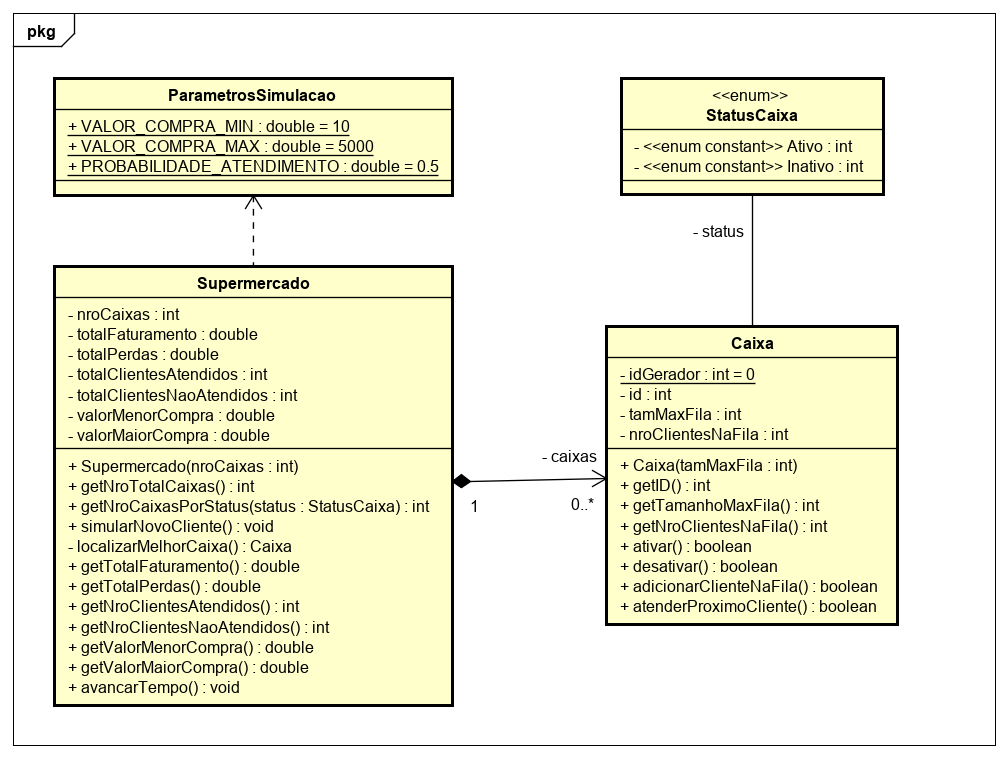 pkg
ParametrosSimulacao
+ VALOR_COMPRA_MIN : double = 10
+ VALOR_COMPRA_MAX : double = 5000
+ PROBABILIDADE_ATENDIMENTO : double = 0.5
<<enum>>
StatusCaixa
- <<enum constant>> Ativo : int
- <<enum constant>> Inativo : int
- status
Supermercado
- nroCaixas : int
- totalFaturamento : double
- totalPerdas : double
- totalClientesAtendidos : int
- totalClientesNaoAtendidos : int
- valorMenorCompra : double
- valorMaiorCompra : double
+ Supermercado(nroCaixas : int)
+ getNroTotalCaixas() : int
+ getNroCaixasPorStatus(status : StatusCaixa) : int
+ simularNovoCliente() : void
- localizarMelhorCaixa() : Caixa
+ getTotalFaturamento() : double
+ getTotalPerdas() : double
+ getNroClientesAtendidos() : int
+ getNroClientesNaoAtendidos() : int
+ getValorMenorCompra() : double
+ getValorMaiorCompra() : double
+ avancarTempo() : void
- caixas
1
0..*
Caixa
- idGerador : int = 0
- id : int
- tamMaxFila : int
- nroClientesNaFila : int
+ Caixa(tamMaxFila : int)
+ getID() : int
+ getTamanhoMaxFila() : int
+ getNroClientesNaFila() : int
+ ativar() : boolean
+ desativar() : boolean
+ adicionarClienteNaFila() : boolean
+ atenderProximoCliente() : boolean